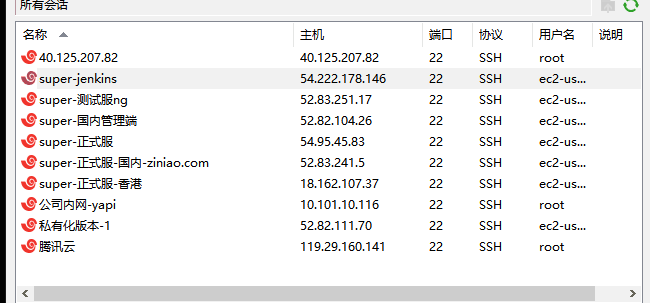 所有会话
名称 主机 端口 协议 用户名 说明
40.125.207.82 40.125.207.82 22 SSH root
super-jenkins 54.222.178.146 22 SSH ec2-us...
super-测试服ng 52.83.251.17 22 SSH ec2-us...
super-国内管理端 52.82.104.26 22 SSH ec2-us...
super-正式服 54.95.45.83 22 SSH ec2-us...
super-正式服-国内-ziniao.com 52.83.241.5 22 SSH ec2-us...
super-正式服-香港 18.162.107.37 22 SSH ec2-us...
公司内网-yapi 10.101.10.116 22 SSH root
私有化版本-1 52.82.111.70 22 SSH ec2-us...
腾讯云 119.29.160.141 22 SSH root